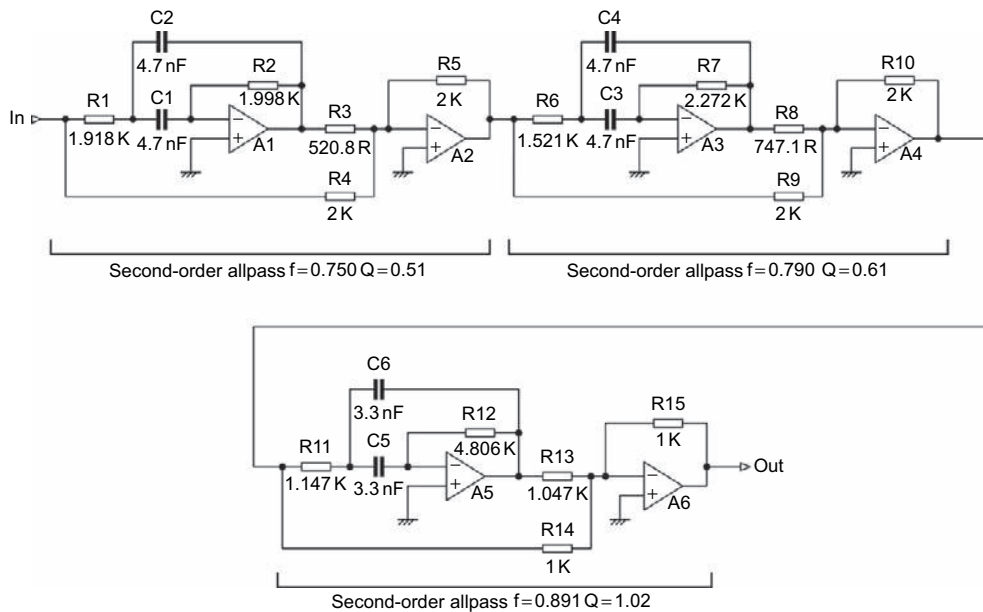 C2
4.7 nF
R2
1.998 K
R1
1.918 K
C1
4.7 nF
In
−
+
A1
R3
520.8 R
R4
2 K
R5
2 K
−
+
A2
C4
4.7 nF
R7
2.272 K
R6
1.521 K
C3
4.7 nF
−
+
A3
R8
747.1 R
R9
2 K
R10
2 K
−
+
A4
Second-order allpass f=0.750 Q=0.51
Second-order allpass f=0.790 Q=0.61
C6
3.3 nF
R12
4.806 K
R11
1.147 K
C5
3.3 nF
−
+
A5
R13
1.047 K
R14
1 K
R15
1 K
−
+
A6
Out
Second-order allpass f=0.891 Q=1.02